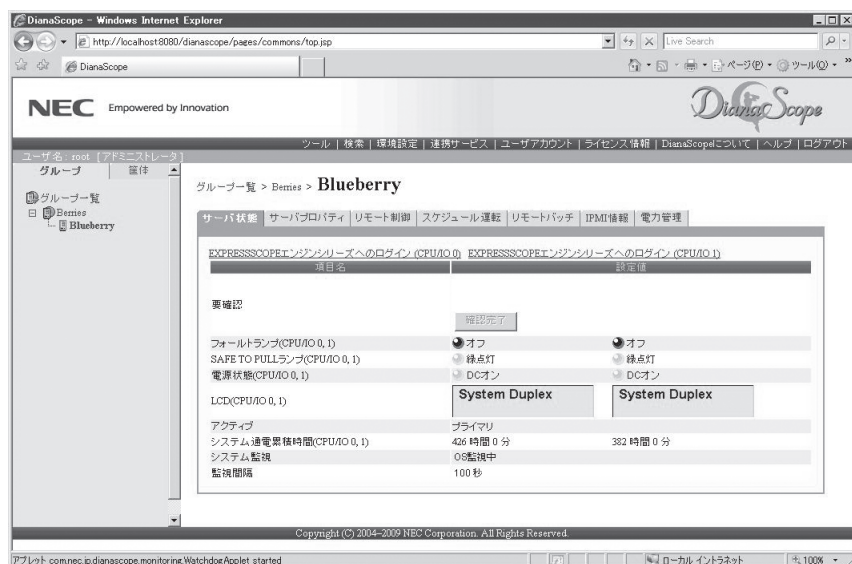 DianaScope - Windows Internet Explorer
http://localhost:8080/dianascope/pages/commons/top.jsp
Live Search
DianaScope
ページ(P)
ツール(O)
NEC Empowered by Innovation
DianaScope
ツール | 検索 | 環境設定 | 連携サービス | ユーザアカウント | ライセンス情報 | DianaScopeについて | ヘルプ | ログアウト
ユーザ名 : root [アドミニストレータ]
グループ 筐体
グループ一覧
Berries
Blueberry
グループ一覧 > Berries > Blueberry
サーバ状態 サーバプロパティ リモート制御 スケジュール運転 リモートバッチ IPMI情報 電力管理
EXPRESSSCOPEエンジンシリーズへのログイン (CPU/IO 0) EXPRESSSCOPEエンジンシリーズへのログイン (CPU/IO 1)
項目名 設定値
要確認
確認完了
フォールトランプ(CPU/IO 0, 1) オフ オフ
SAFE TO PULLランプ(CPU/IO 0, 1) 緑点灯 緑点灯
電源状態(CPU/IO 0, 1) DCオン DCオン
LCD(CPU/IO 0, 1) System Duplex System Duplex
アクティブ プライマリ
システム通電累積時間(CPU/IO 0, 1) 426 時間 0 分 382 時間 0 分
システム監視 OS監視中
監視間隔 100 秒
Copyright (C) 2004-2009 NEC Corporation. All Rights Reserved.
アプレット com.nec.jp.dianascope.monitoring.WatchdogApplet started
ローカル イントラネット
100%